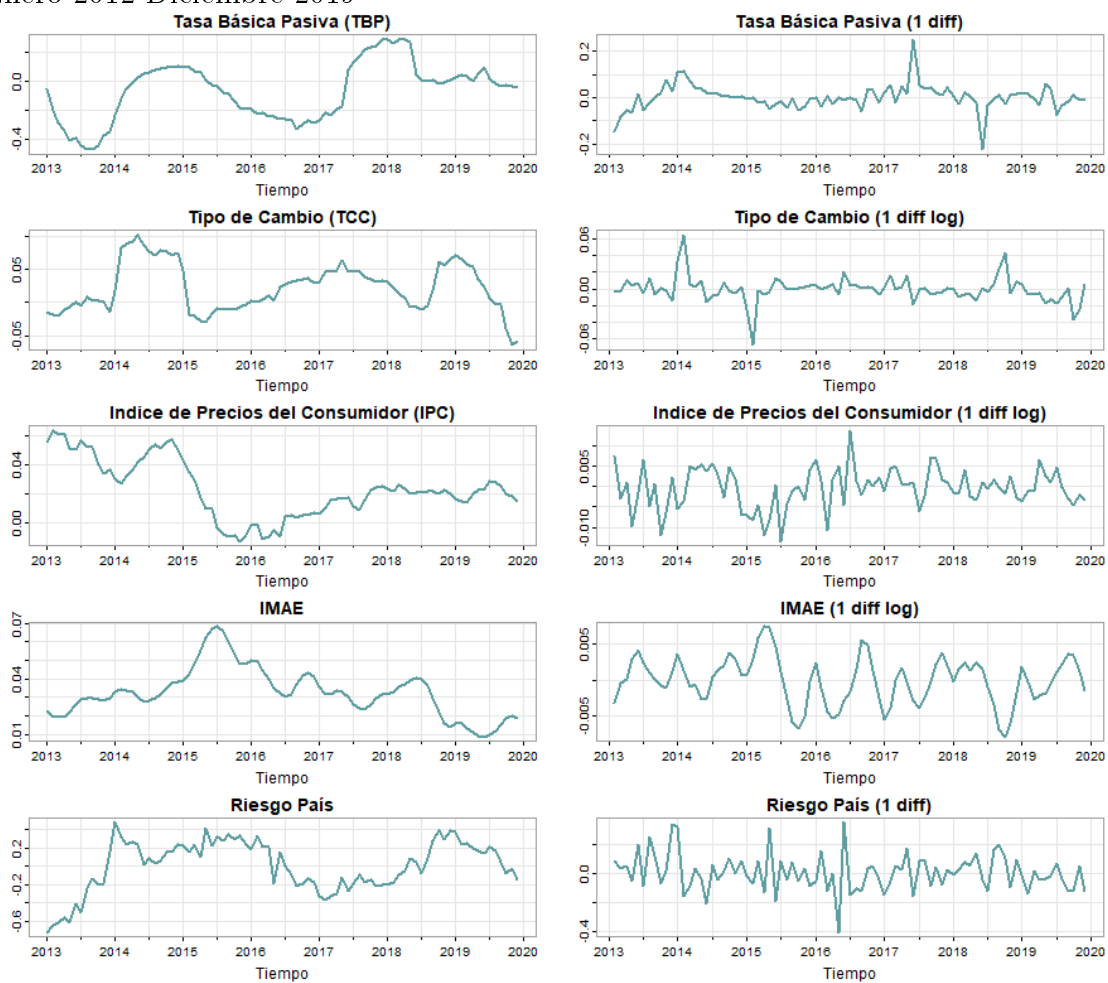 Enero 2012-Diciembre 2019
Tasa Básica Pasiva (TBP)
0.0
-0.4
2013 2014 2015 2016 2017 2018 2019 2020
Tiempo
Tasa Básica Pasiva (1 diff)
0.2
0.0
-0.2
2013 2014 2015 2016 2017 2018 2019 2020
Tiempo
Tipo de Cambio (TCC)
0.05
-0.05
2013 2014 2015 2016 2017 2018 2019 2020
Tiempo
Tipo de Cambio (1 diff log)
0.06
0.00
-0.06
2013 2014 2015 2016 2017 2018 2019 2020
Tiempo
Indice de Precios del Consumidor (IPC)
0.04
0.00
2013 2014 2015 2016 2017 2018 2019 2020
Tiempo
Indice de Precios del Consumidor (1 diff log)
0.005
-0.010
2013 2014 2015 2016 2017 2018 2019 2020
Tiempo
IMAE
0.07
0.04
0.01
2013 2014 2015 2016 2017 2018 2019 2020
Tiempo
IMAE (1 diff log)
0.005
-0.005
2013 2014 2015 2016 2017 2018 2019 2020
Tiempo
Riesgo País
0.2
-0.2
-0.6
2013 2014 2015 2016 2017 2018 2019 2020
Tiempo
Riesgo País (1 diff)
0.0
-0.4
2013 2014 2015 2016 2017 2018 2019 2020
Tiempo